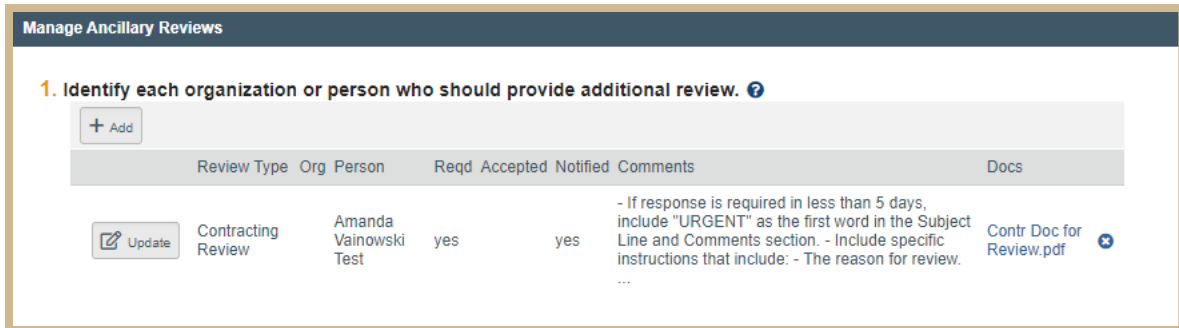 Manage Ancillary Reviews
1. Identify each organization or person who should provide additional review. ?
+ Add
Review Type Org Person Reqd Accepted Notified Comments Docs
- If response is required in less than 5 days,
include "URGENT" as the first word in the Subject
Line and Comments section. - Include specific
instructions that include: - The reason for review.
...
Update
Contracting
Review
Amanda
Vainowski
Test
yes
yes
Contr Doc for
Review.pdf